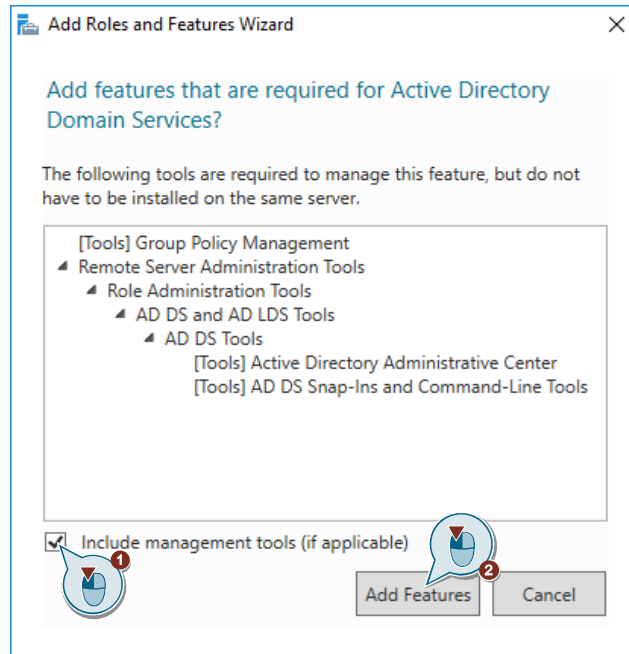 Add Roles and Features Wizard
Add features that are required for Active Directory
Domain Services?
The following tools are required to manage this feature, but do not
have to be installed on the same server.
[Tools] Group Policy Management
Remote Server Administration Tools
Role Administration Tools
AD DS and AD LDS Tools
AD DS Tools
[Tools] Active Directory Administrative Center
[Tools] AD DS Snap-Ins and Command-Line Tools
Include management tools (if applicable)
1
2
Add Features
Cancel